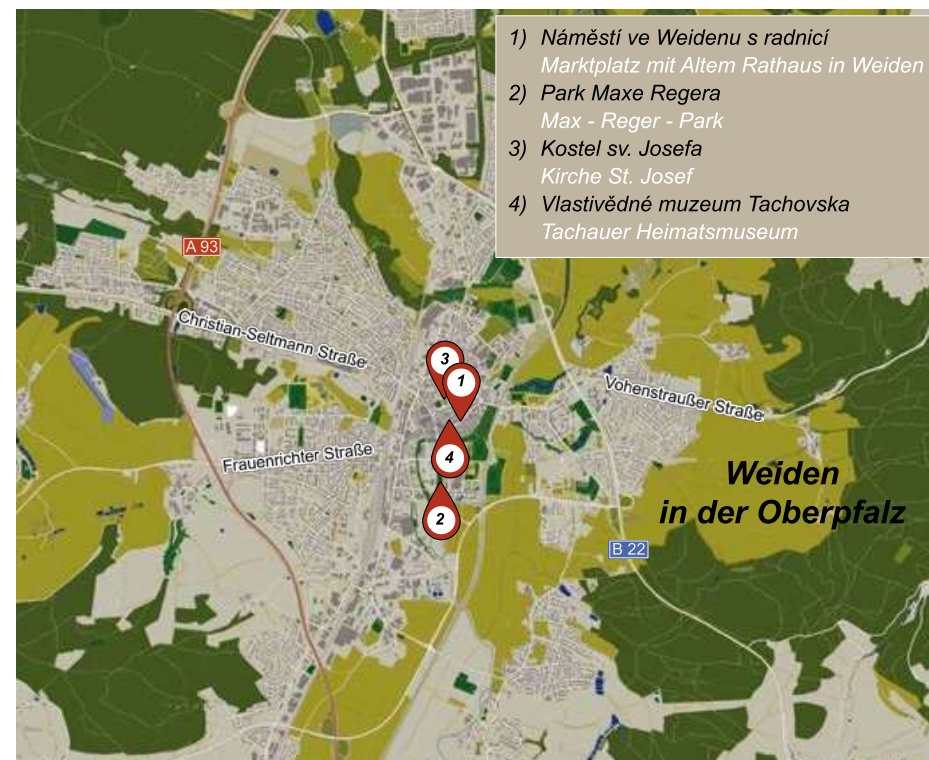 1) Náměstí ve Weidenu s radnicí
Marktplatz mit Altem Rathaus in Weiden
2) Park Maxe Regera
Max - Reger - Park
3) Kostel sv. Josefa
Kirche St. Josef
4) Vlastivědné muzeum Tachovska
Tachauer Heimatsmuseum
A 93
Christian-Seltmann Straße
3
1
Vohenstraußer Straße
Frauenrichter Straße
4
Weiden
in der Oberpfalz
2
B 22